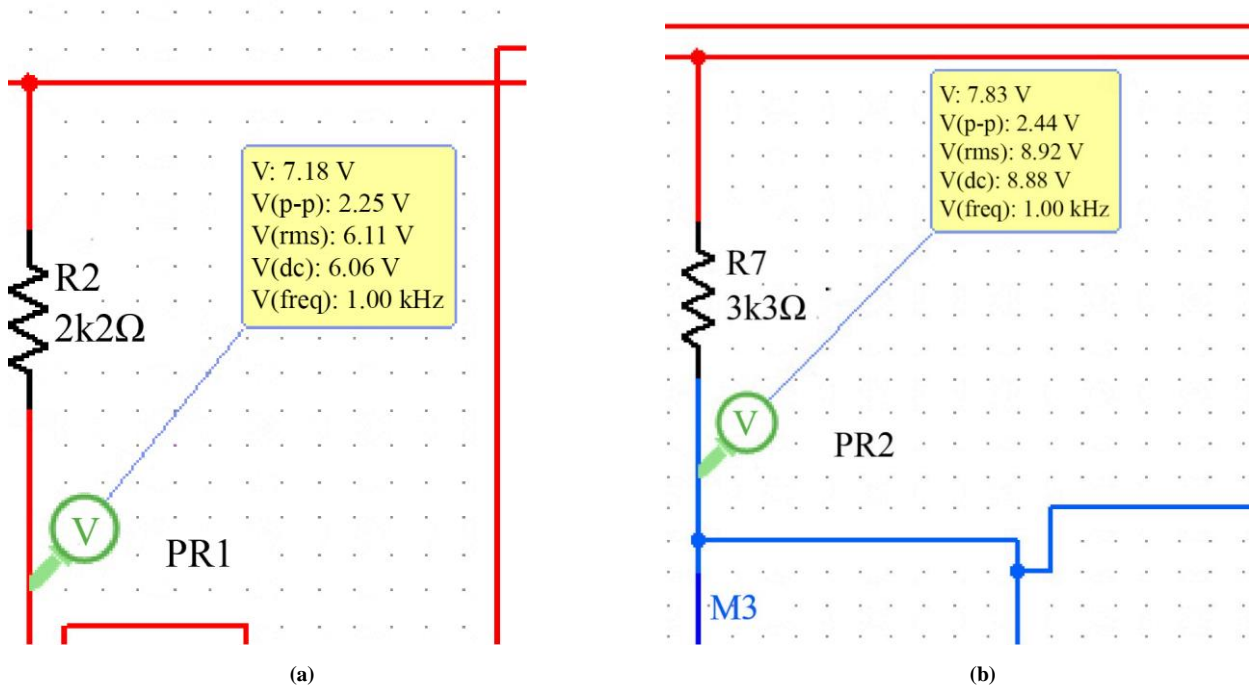 V: 7.18 V
V(p-p): 2.25 V
V(rms): 6.11 V
V(dc): 6.06 V
V(freq): 1.00 kHz
R2
2k2Ω
V
PR1
(a)
V: 7.83 V
V(p-p): 2.44 V
V(rms): 8.92 V
V(dc): 8.88 V
V(freq): 1.00 kHz
R7
3k3Ω
V
PR2
M3
(b)